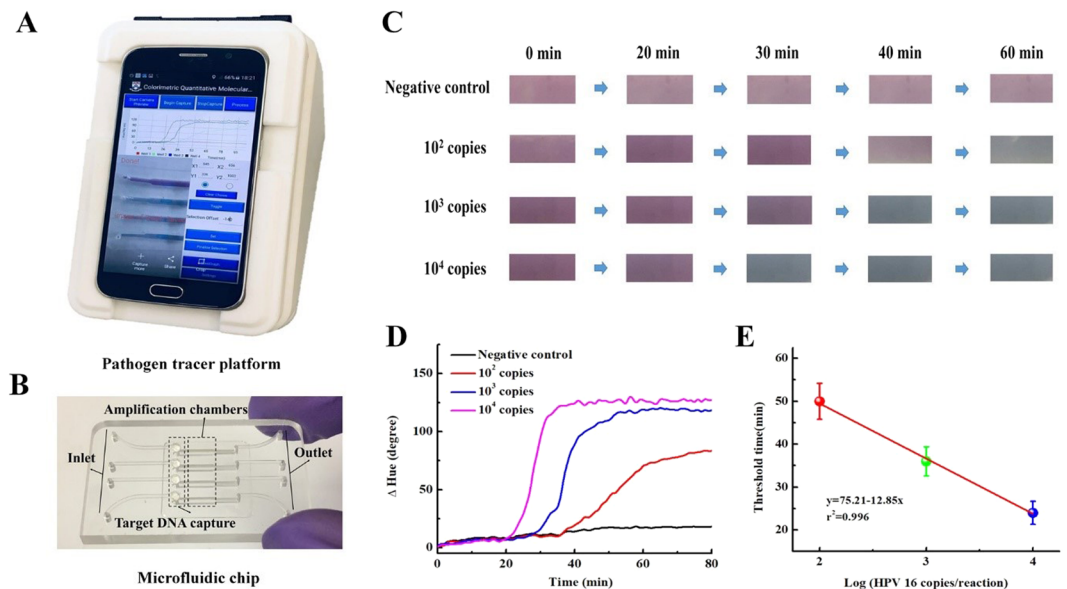 A
Colorimetric Quantitative Molecular...
Pathogen tracer platform
B
Amplification chambers
Inlet
Outlet
Target DNA capture
Microfluidic chip
C
0 min 20 min 30 min 40 min 60 min
Negative control
10² copies
10³ copies
10⁴ copies
D
Negative control
10² copies
10³ copies
10⁴ copies
150
100
50
0
Δ Hue (degree)
0 20 40 60 80
Time (min)
E
60
50
40
30
20
Threshold time(min)
y=75.21-12.85x
r²=0.996
2 3 4
Log (HPV 16 copies/reaction)